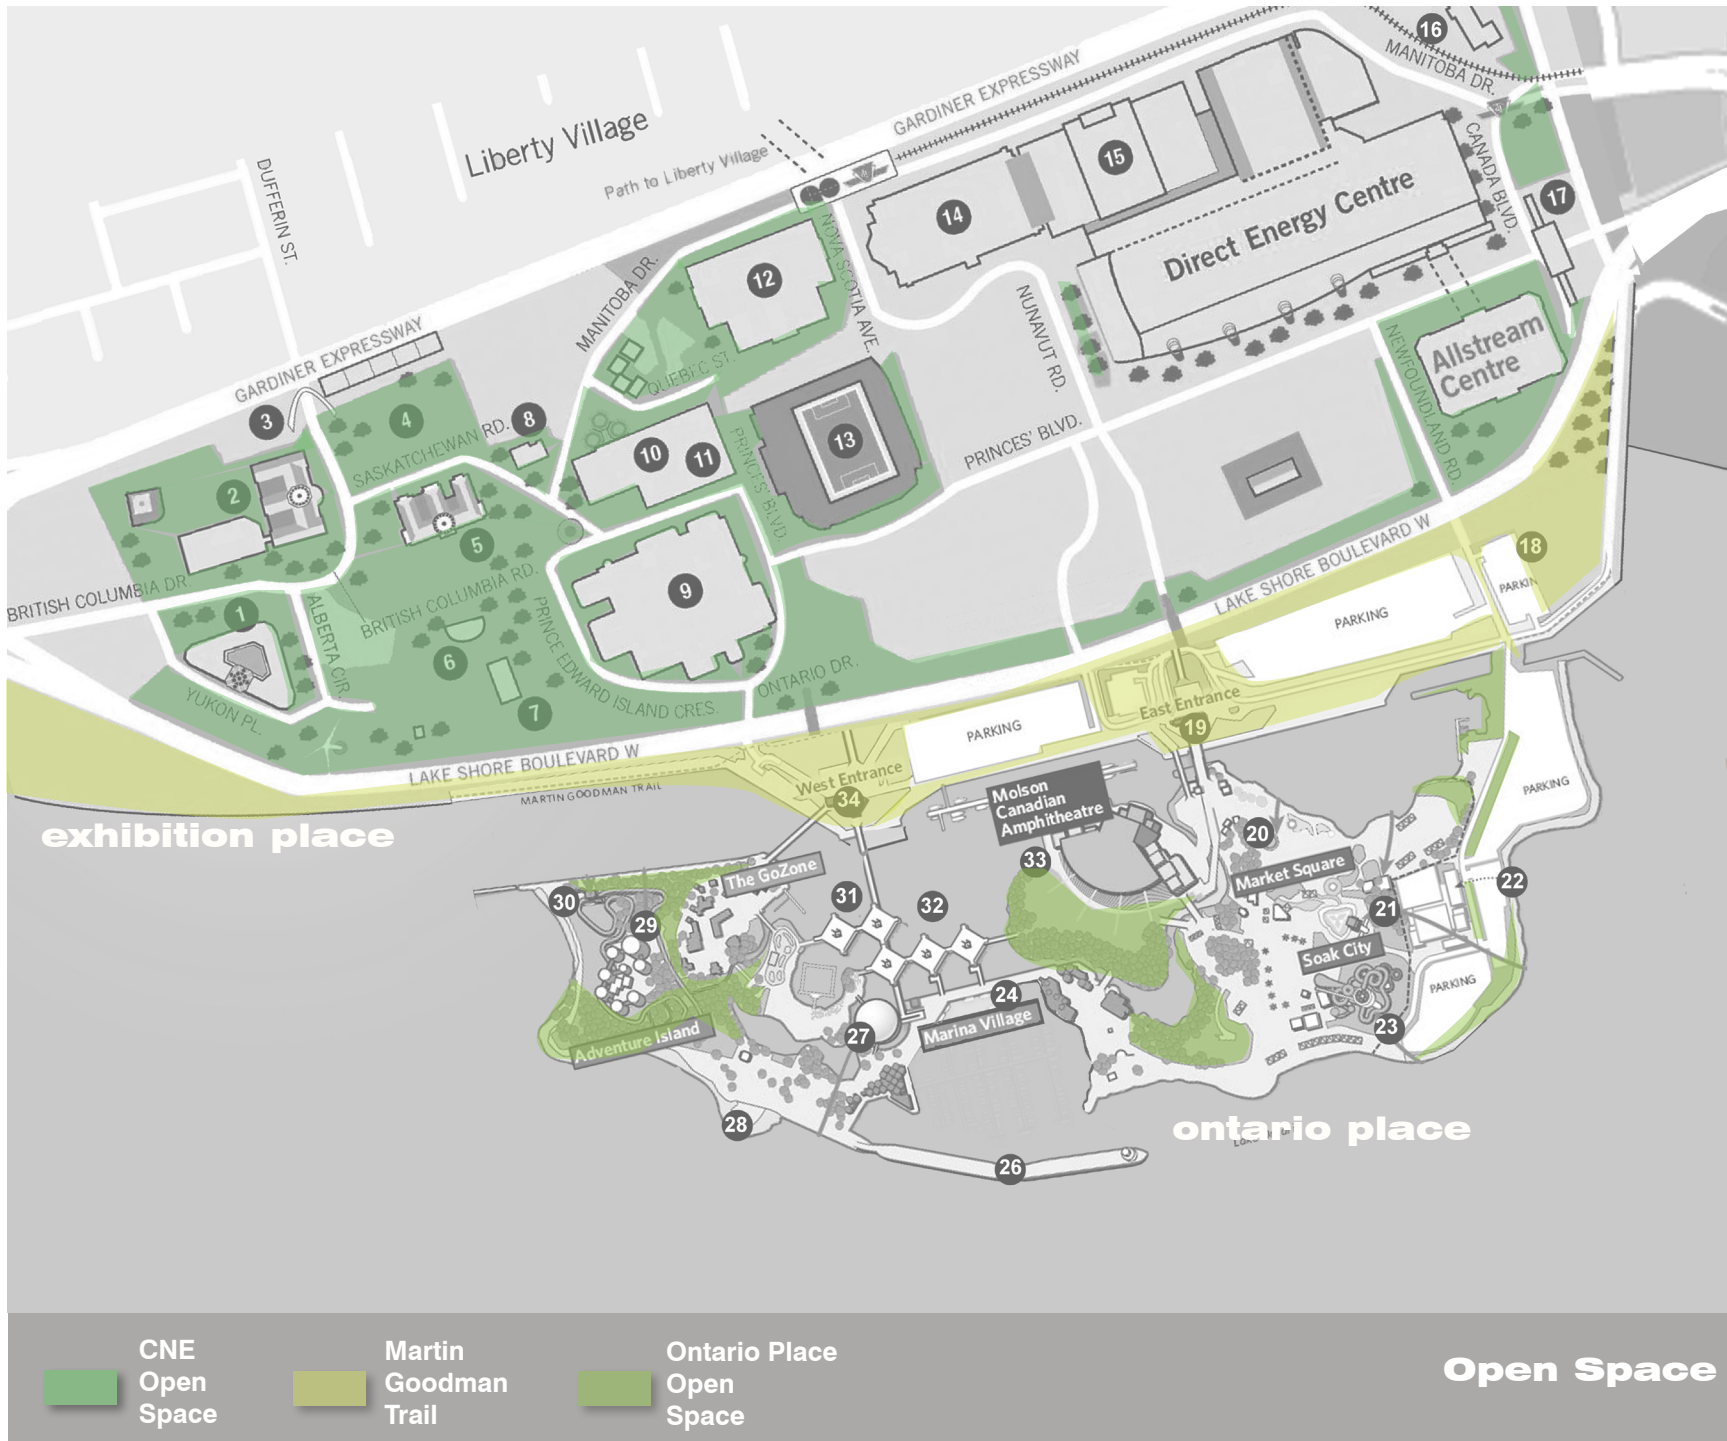 16
MANITOBA DR.
GARDINER EXPRESSWAY
Liberty Village
Path to Liberty Village
DUFFERIN ST.
15
14
CANADA BLVD.
17
Direct Energy Centre
NOVA SCOTIA AVE.
12
MANITOBA DR.
NUNAVUT RD.
GARDINER EXPRESSWAY
QUEBEC ST.
Allstream
Centre
NEWFOUNDLAND RD.
3
4
8
SASKATCHEWAN RD.
10
11
13
PRINCES' BLVD.
PRINCES' BLVD.
2
5
9
18
PARKIN
LAKE SHORE BOULEVARD W
BRITISH COLUMBIA DR.
BRITISH COLUMBIA RD.
1
ALBERTA CIR.
PRINCE EDWARD ISLAND CRES.
6
PARKING
YUKON PL.
7
ONTARIO DR.
East Entrance
19
PARKING
LAKE SHORE BOULEVARD W
West Entrance
34
MARTIN GOODMAN TRAIL
PARKING
Molson
Canadian
Amphitheatre
exhibition place
20
33
The GoZone
Market Square
22
30
31
32
21
29
Soak City
PARKING
24
Marina Village
23
Adventure Island
27
28
ontario place
26
CNE
Open
Space
Martin
Goodman
Trail
Ontario Place
Open
Space
Open Space